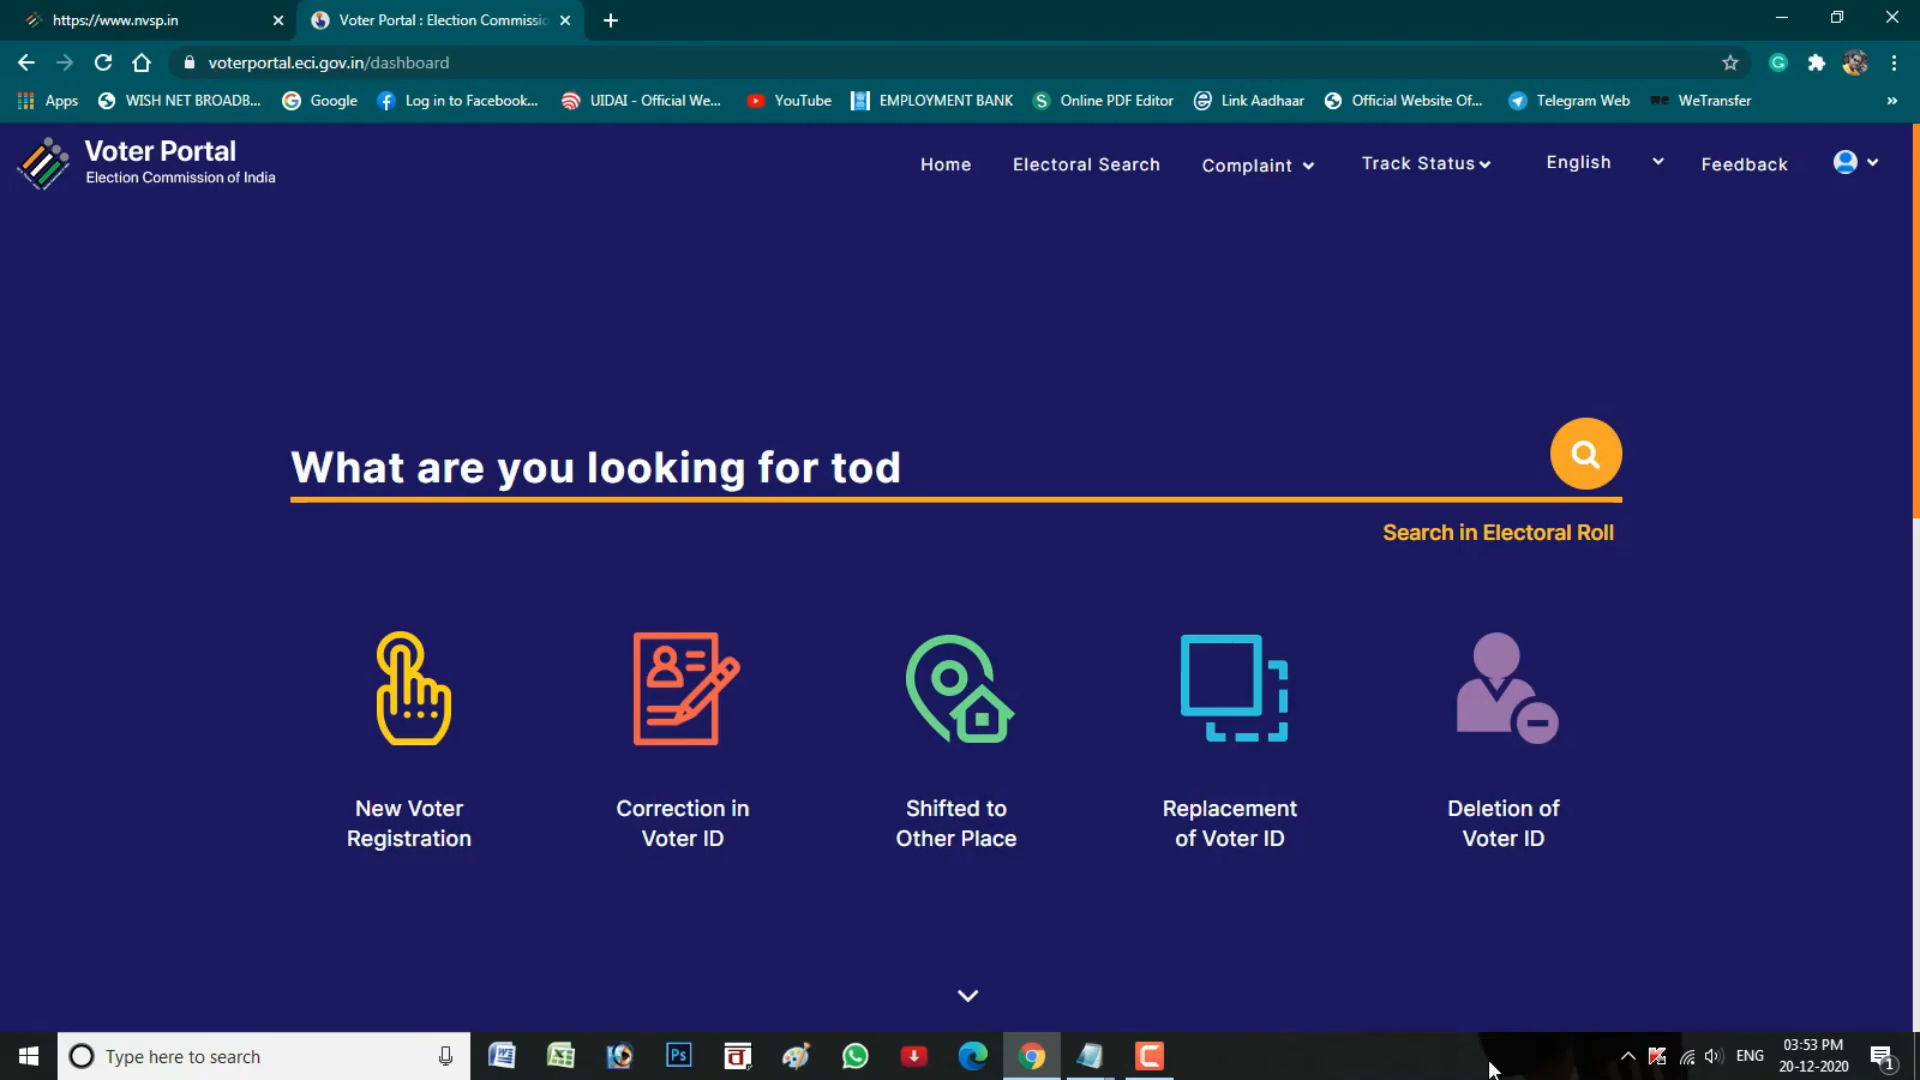 https://www.nvsp.in
Voter Portal : Election Commissio
voterportal.eci.gov.in/dashboard
Apps
WISH NET BROADB...
Google
Log in to Facebook...
UIDAI - Official We...
YouTube
EMPLOYMENT BANK
Online PDF Editor
Link Aadhaar
Official Website Of...
Telegram Web
WeTransfer
Voter Portal
Election Commission of India
Home
Electoral Search
Complaint
Track Status
English
Feedback
What are you looking for tod
Search in Electoral Roll
New Voter
Registration
Correction in
Voter ID
Shifted to
Other Place
Replacement
of Voter ID
Deletion of
Voter ID
Type here to search
Ps
ENG
03:53 PM
20-12-2020
1